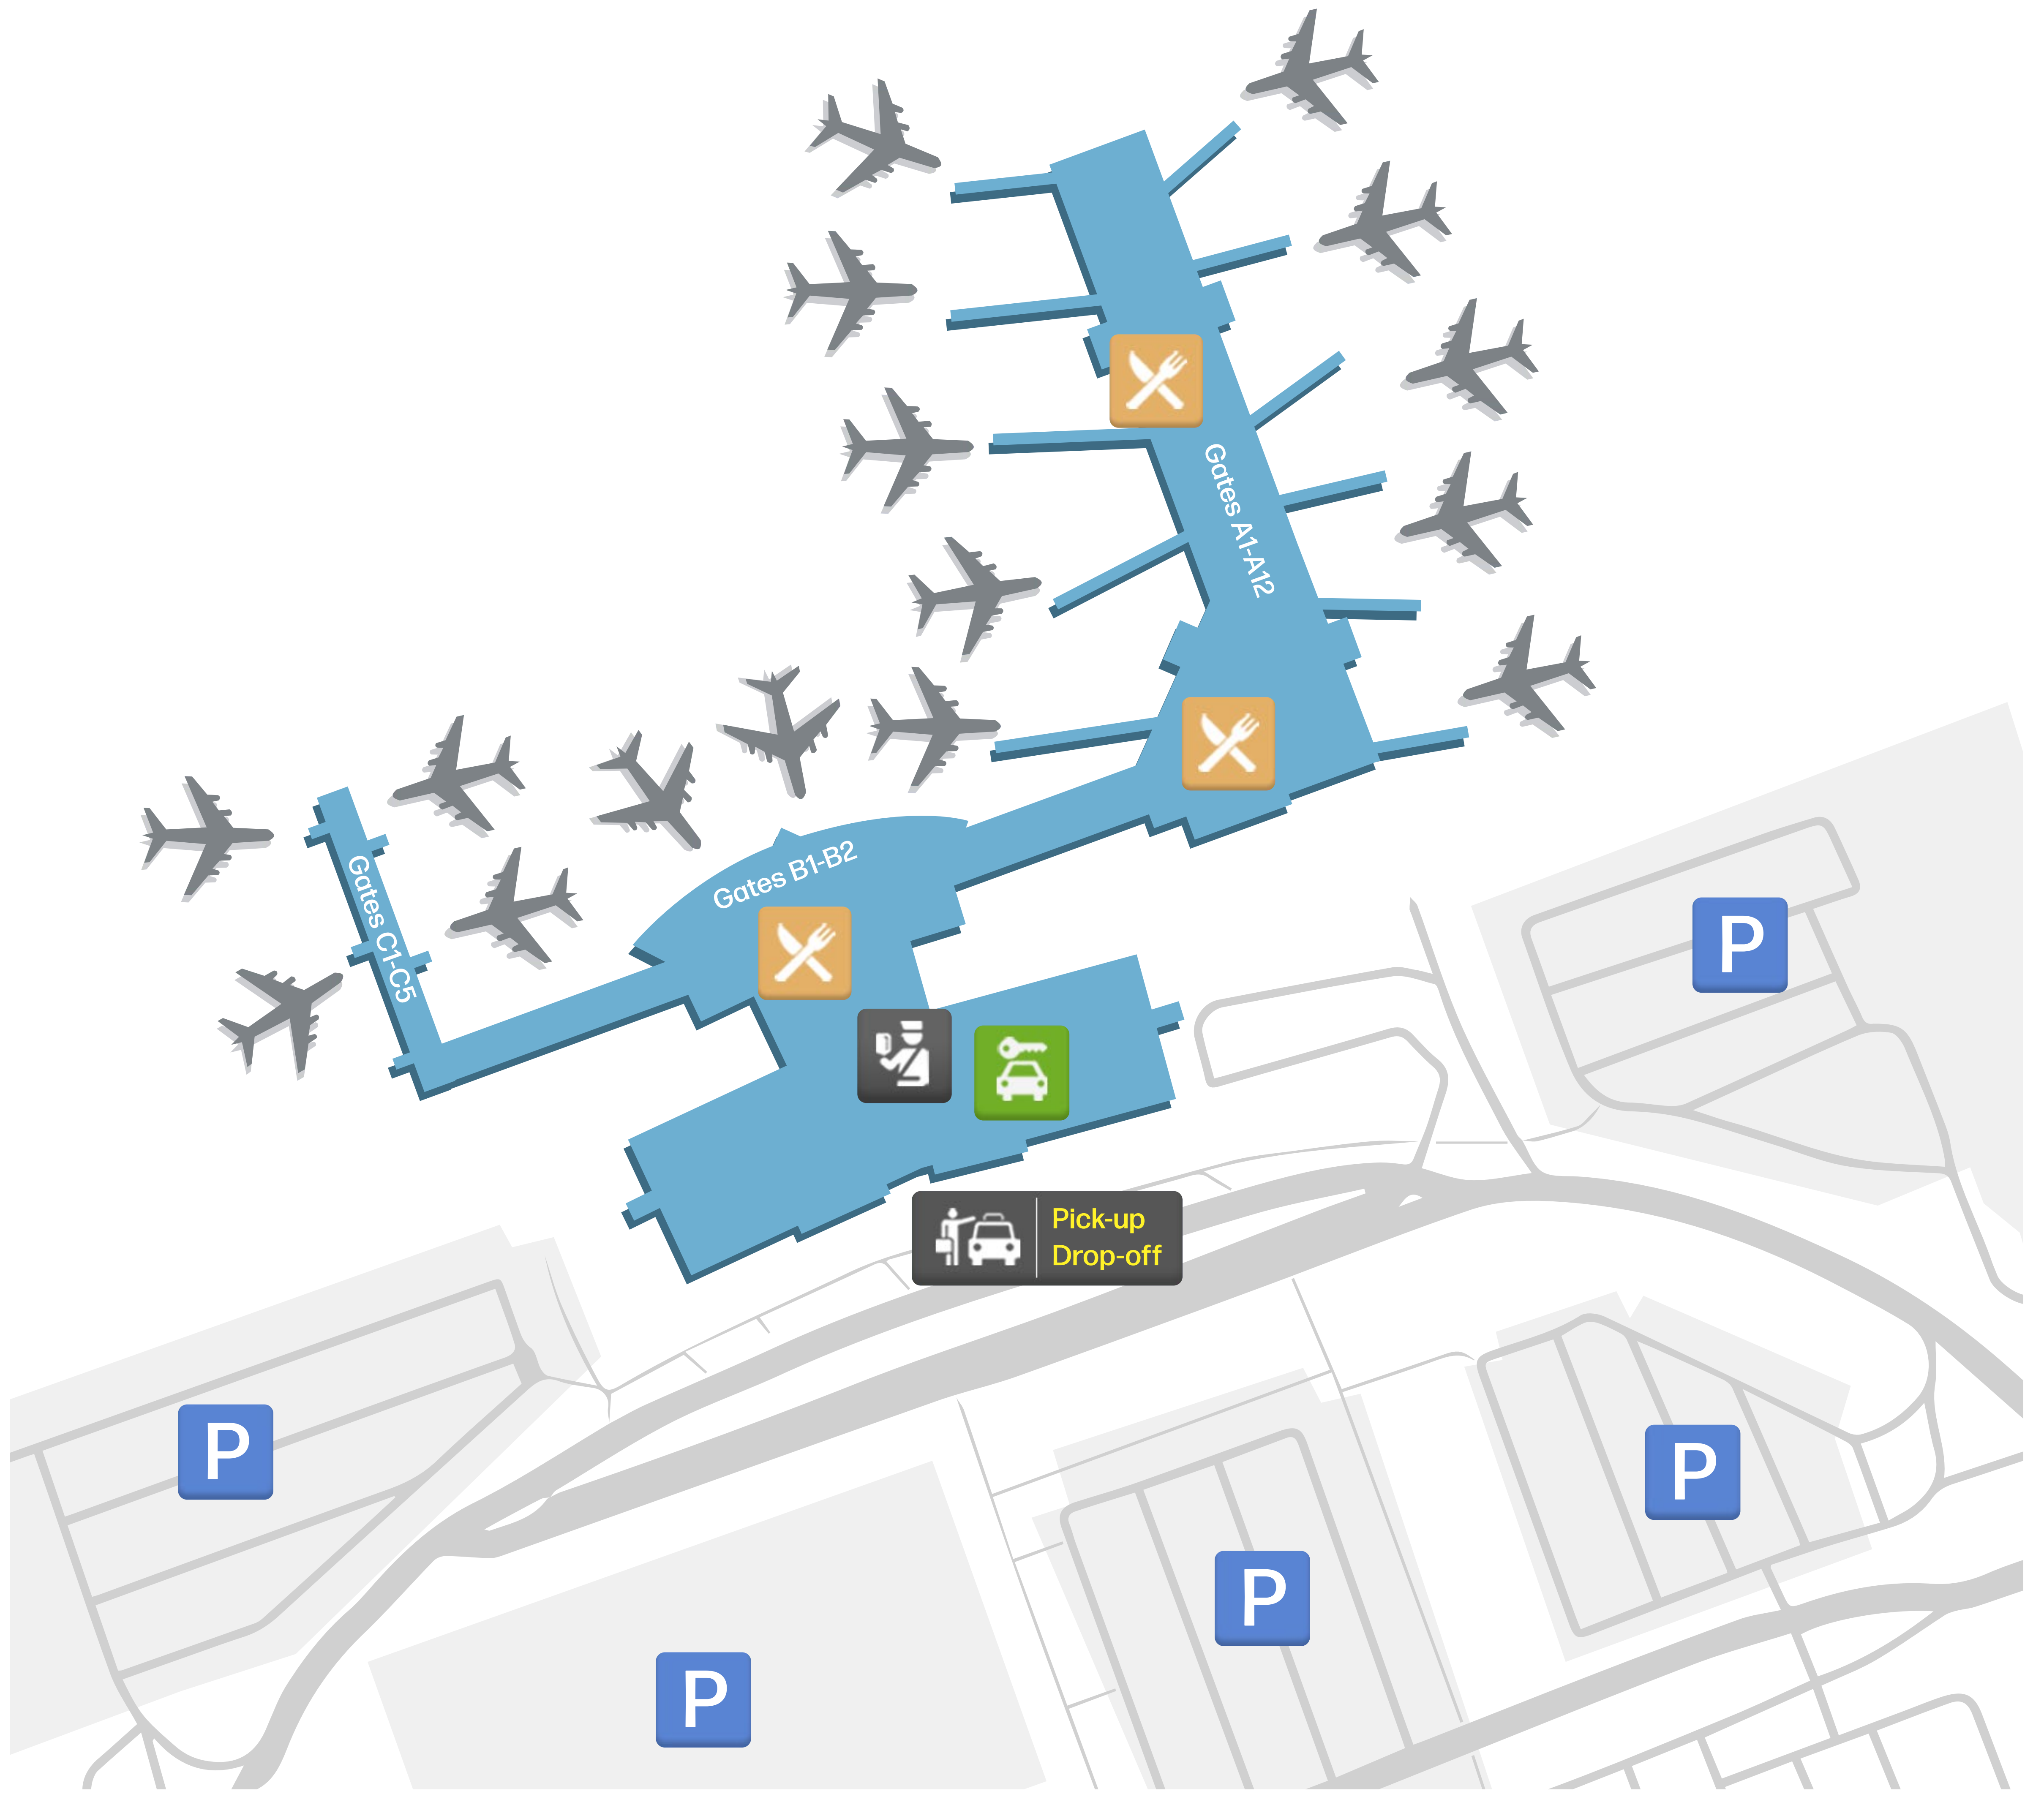 Gates A1-A12
Gates B1-B2
Gates C1-C5
Pick-up
Drop-off
P
P
P
P
P